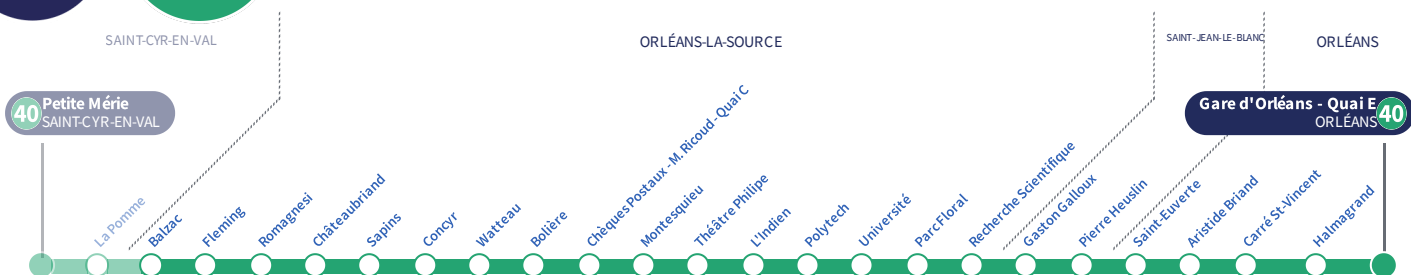 SAINT-CYR-EN-VAL
ORLÉANS-LA-SOURCE
SAINT-JEAN-LE-BLANC
ORLÉANS
40
Petite Mérie
SAINT-CYR-EN-VAL
Gare d'Orléans - Quai E
ORLÉANS
40
La Pomme
Balzac
Fleming
Romagnesi
Châteaubriand
Sapins
Concyr
Watteau
Bolière
Chèques Postaux - M. Ricoud - Quai C
Montesquieu
Théâtre Philipe
L'Indien
Polytech
Université
Parc Floral
Recherche Scientifique
Gaston Galloux
Pierre Heuslin
Saint-Euverte
Aristide Briand
Carré St-Vincent
Halmagrand